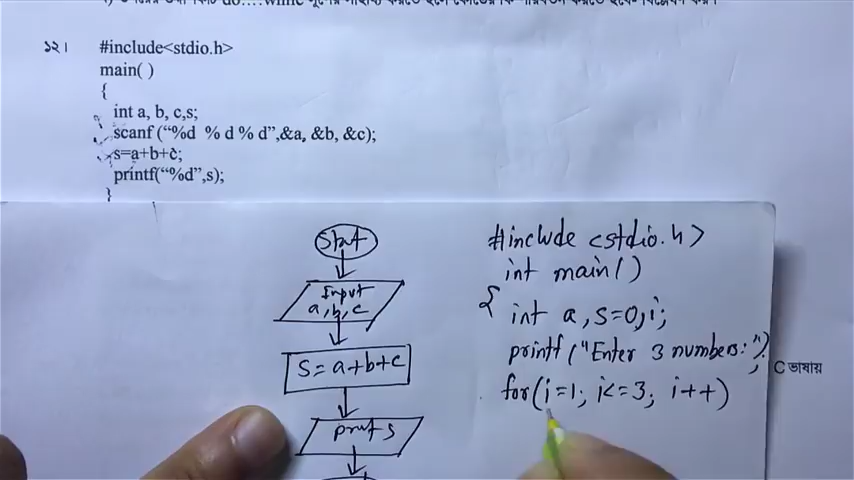 ১২। #include<stdio.h>
main( )
{
int a, b, c,s;
scanf (“%d % d % d”,&a, &b, &c);
s=a+b+c;
printf(“%d”,s);
}
Start
Input
a, b, c
S = a+b+c
print s
#include <stdio.h>
int main()
{ int a, s=0, i;
printf ("Enter 3 numbers:");
for(i=1; i<=3; i++)
C ভাষায়